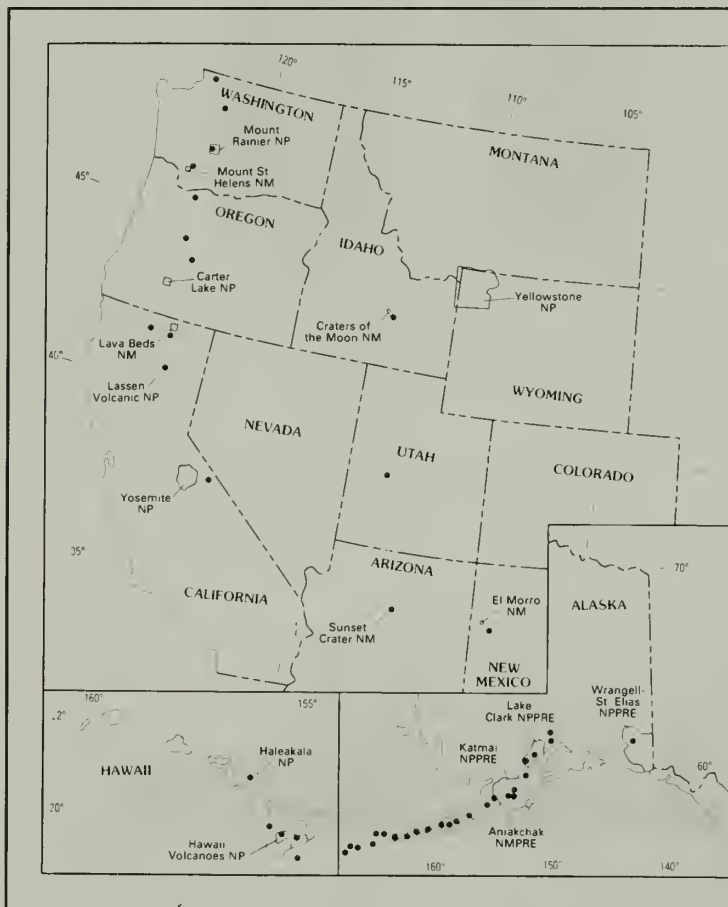 120°
115°
110°
105°
WASHINGTON
Mount
Rainier NP
Mount St
Helens NM
MONTANA
45°
OREGON
IDAHO
Carter
Lake NP
Yellowstone
NP
Craters of
the Moon NM
Lava Beds
NM
40°
Lassen
Volcanic NP
WYOMING
NEVADA
UTAH
COLORADO
Yosemite
NP
35°
ARIZONA
70°
CALIFORNIA
El Morro
NM
ALASKA
Sunset
Crater NM
NEW
MEXICO
160°
155°
Lake
Clark NPPRE
Wrangell-
St Elias
NPPRE
Haleakala
NP
Katmai
NPPRE
HAWAII
60°
20°
Hawaii
Volcanoes NP
Aniakchak
NMPRE
160°
150°
140°